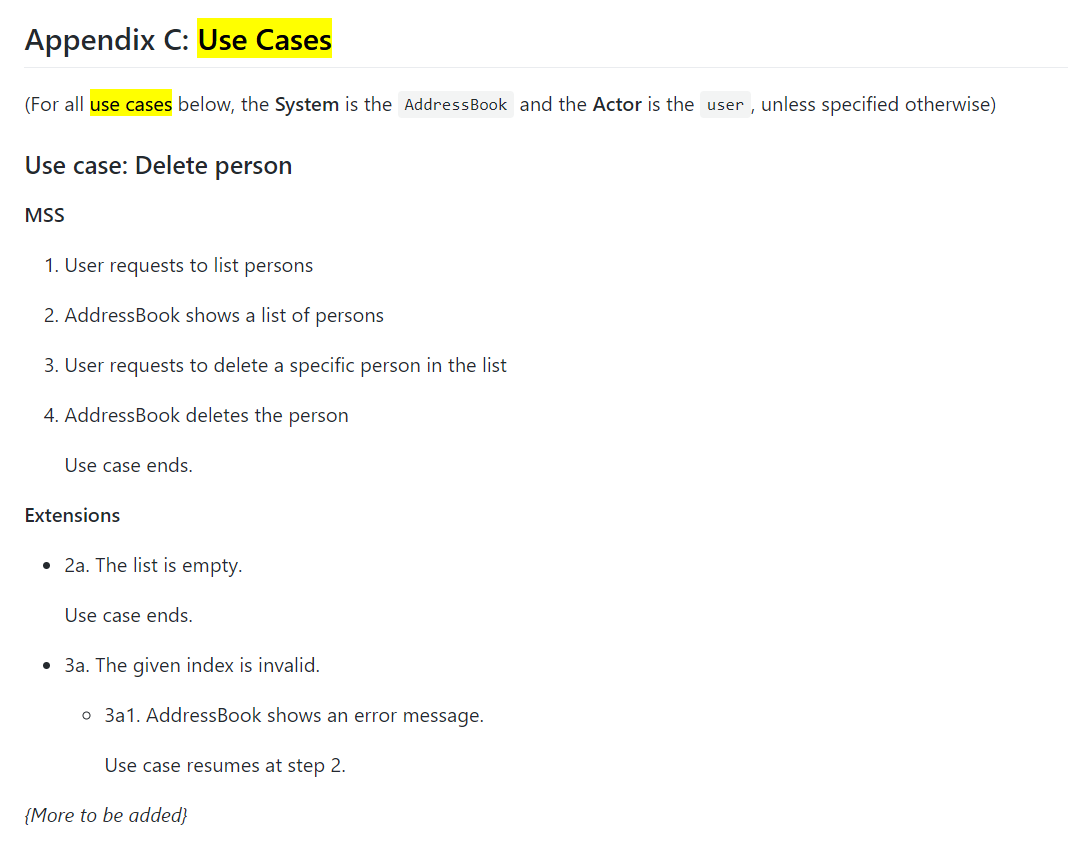 Appendix C: Use Cases
(For all use cases below, the System is the AddressBook and the Actor is the user, unless specified otherwise)
Use case: Delete person
MSS
1. User requests to list persons
2. AddressBook shows a list of persons
3. User requests to delete a specific person in the list
4. AddressBook deletes the person
Use case ends.
Extensions
• 2a. The list is empty.
Use case ends.
• 3a. The given index is invalid.
◦ 3a1. AddressBook shows an error message.
Use case resumes at step 2.
{More to be added}